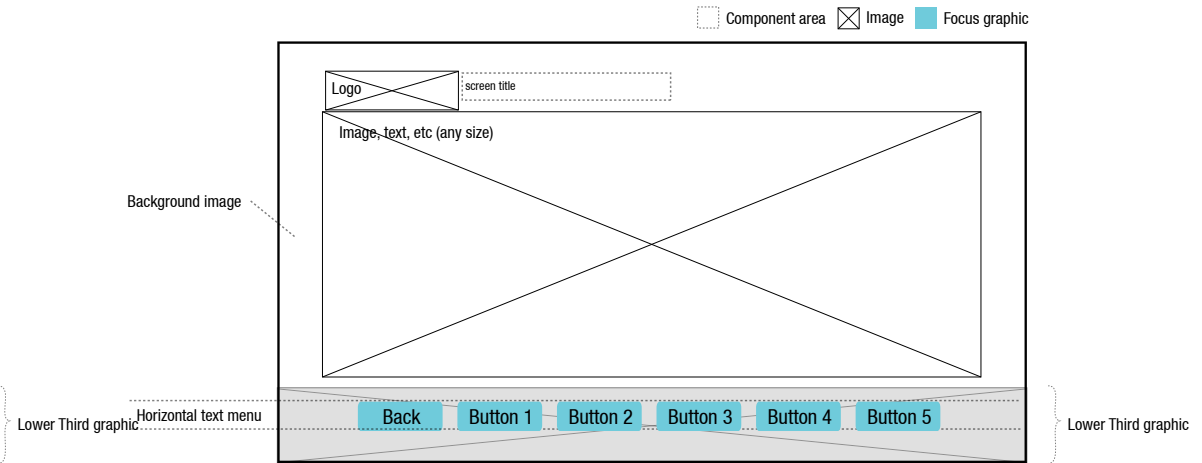 Component area
Image
Focus graphic
Logo
screen title
Image, text, etc (any size)
Background image
Lower Third graphic
Horizontal text menu
Back
Button 1
Button 2
Button 3
Button 4
Button 5
Lower Third graphic